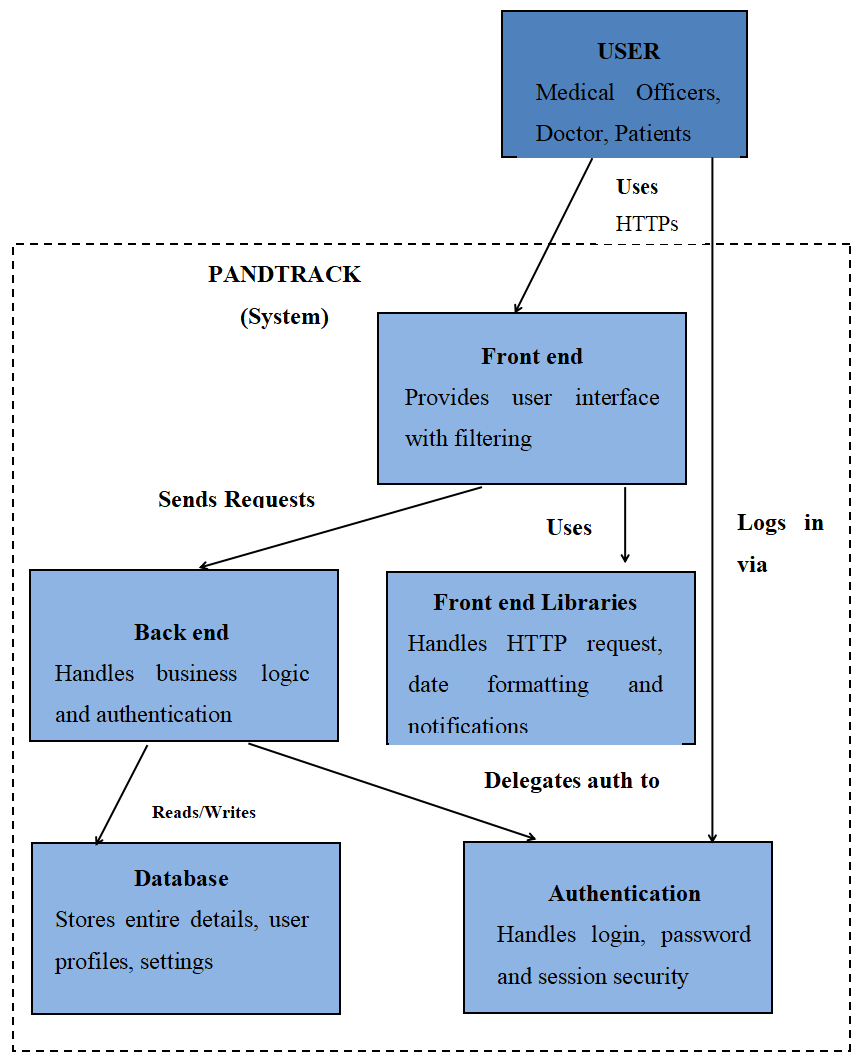 USER
Medical Officers,
Doctor, Patients
Uses
HTTPs
PANDTRACK
(System)
Front end
Provides user interface
with filtering
Sends Requests
Uses
Logs in
via
Back end
Handles business logic
and authentication
Front end Libraries
Handles HTTP request,
date formatting and
notifications
Delegates auth to
Reads/Writes
Database
Stores entire details, user
profiles, settings
Authentication
Handles login, password
and session security